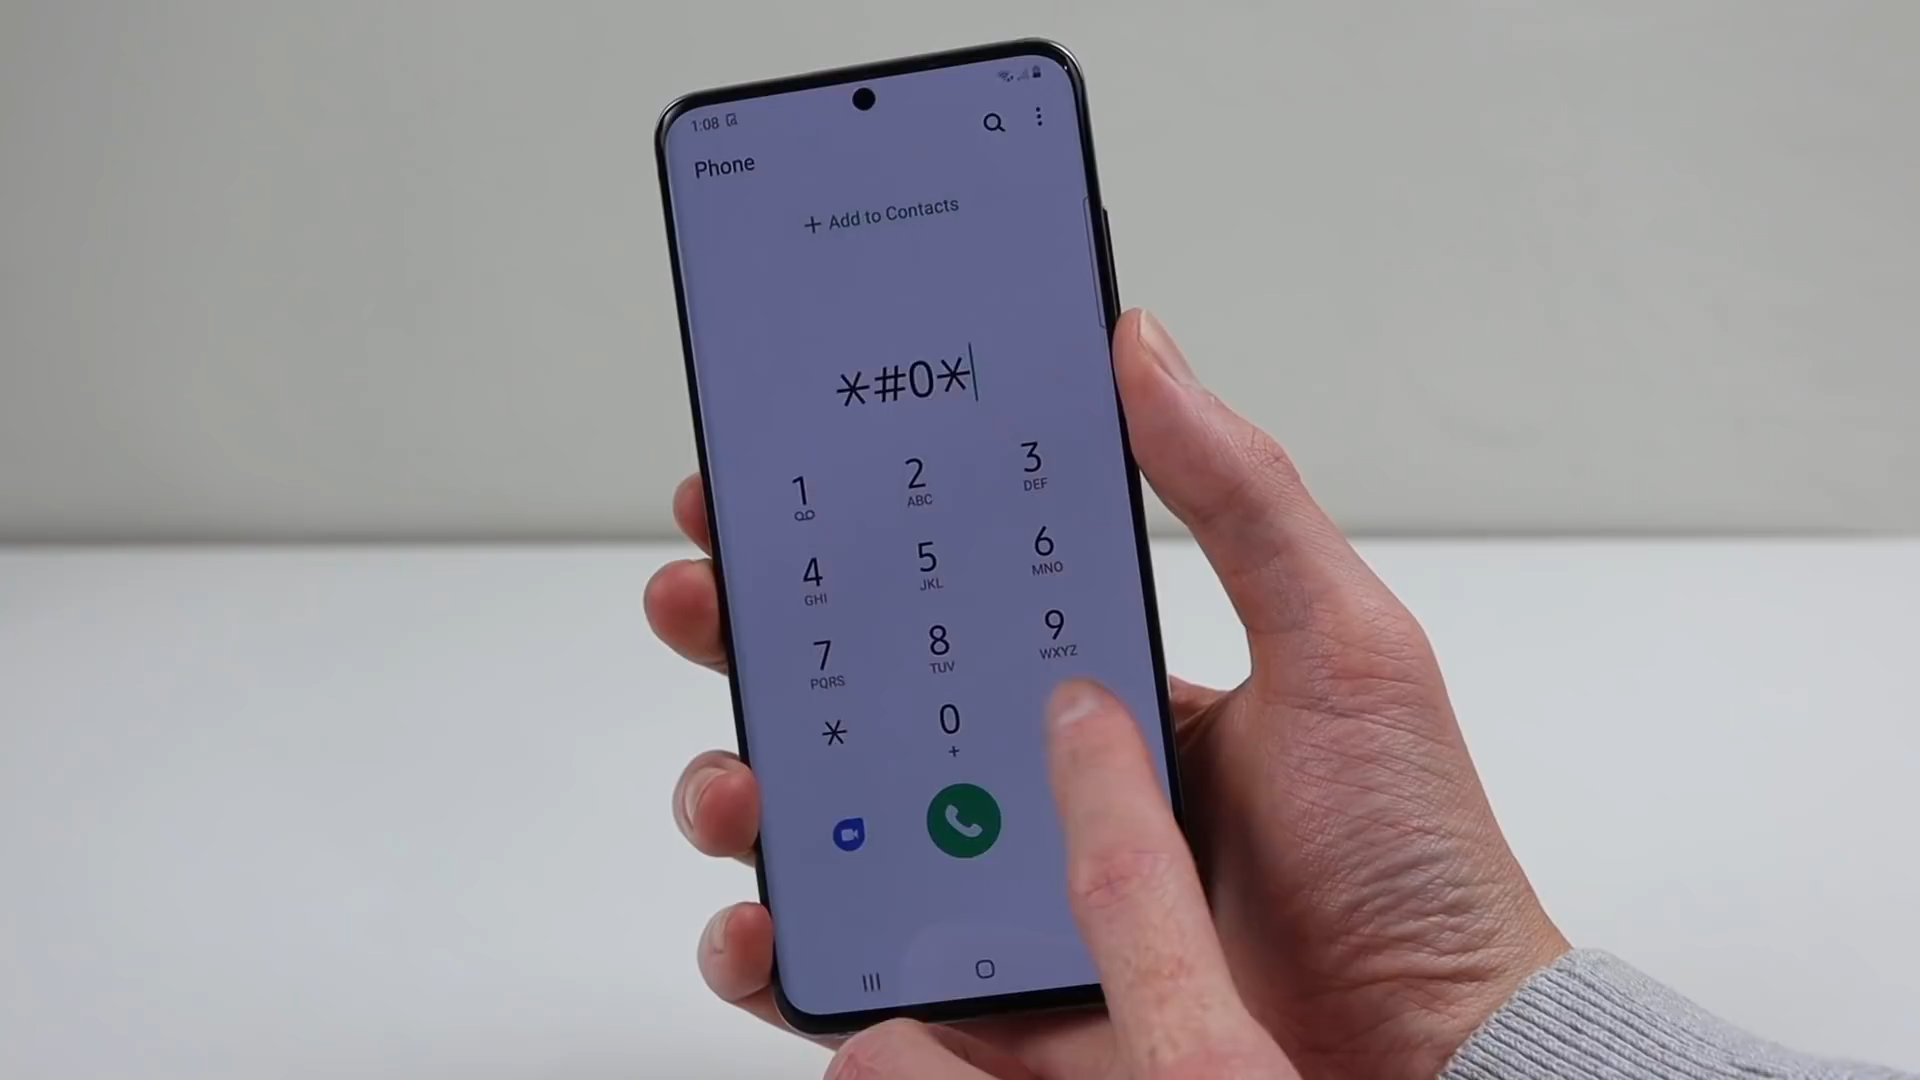 1:08
Phone
+ Add to Contacts
*#0*
1
2
ABC
3
DEF
4
GHI
5
JKL
6
MNO
7
PQRS
8
TUV
9
WXYZ
*
0
+